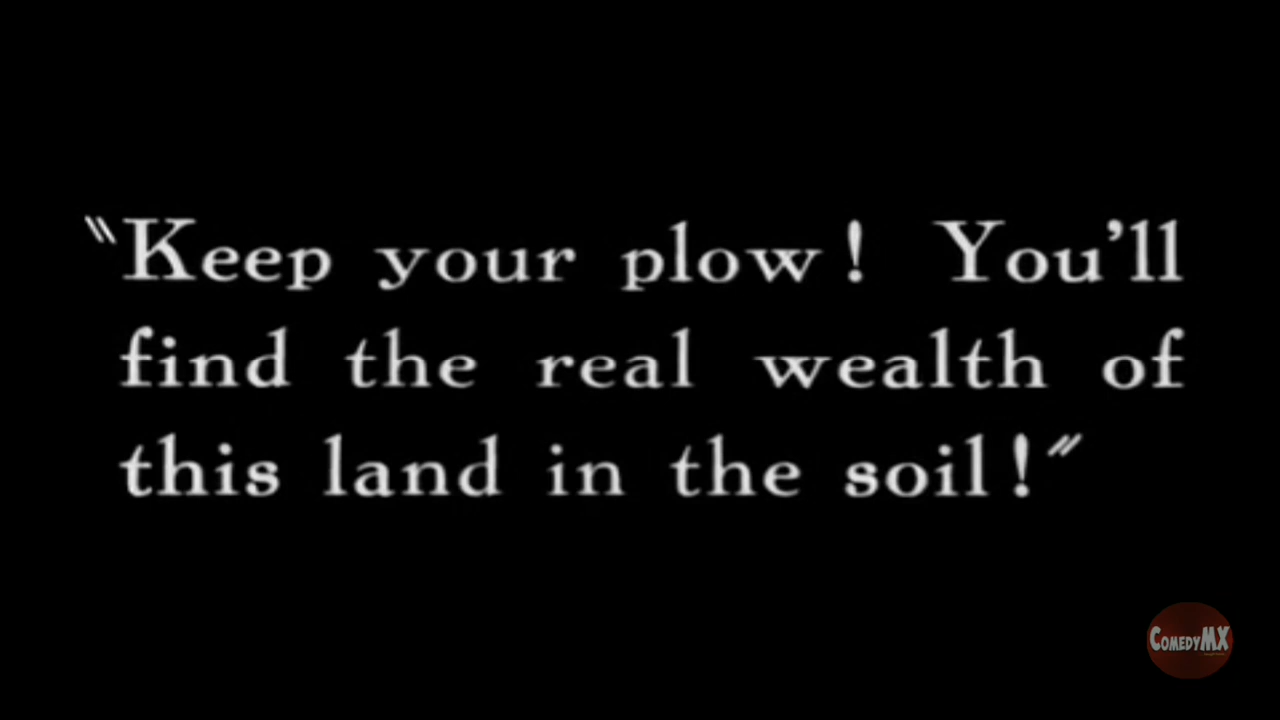 "Keep your plow! You'll
find the real wealth of
this land in the soil!"
COMEDYMX